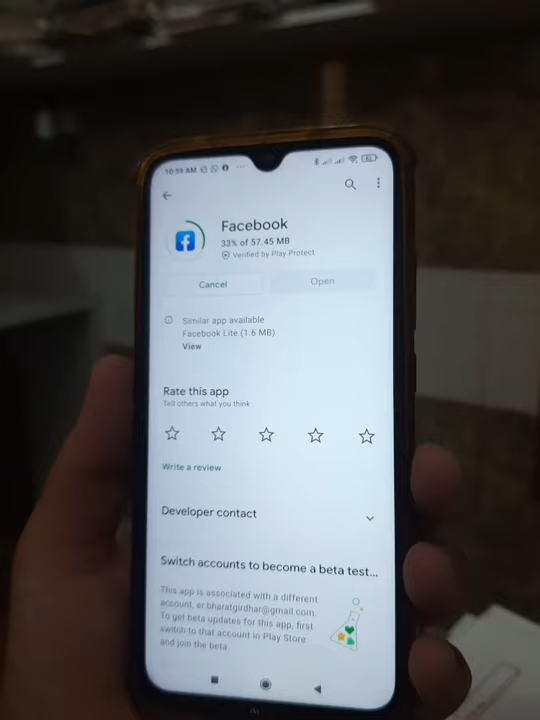 10:59 AM
Facebook
33% of 57.45 MB
Verified by Play Protect
Cancel
Open
Similar app available
Facebook Lite (1.6 MB)
View
Rate this app
Tell others what you think
Write a review
Developer contact
Switch accounts to become a beta test...
This app is associated with a different
account, er.bharatgirdhar@gmail.com.
To get beta updates for this app, first
switch to that account in Play Store
and join the beta.